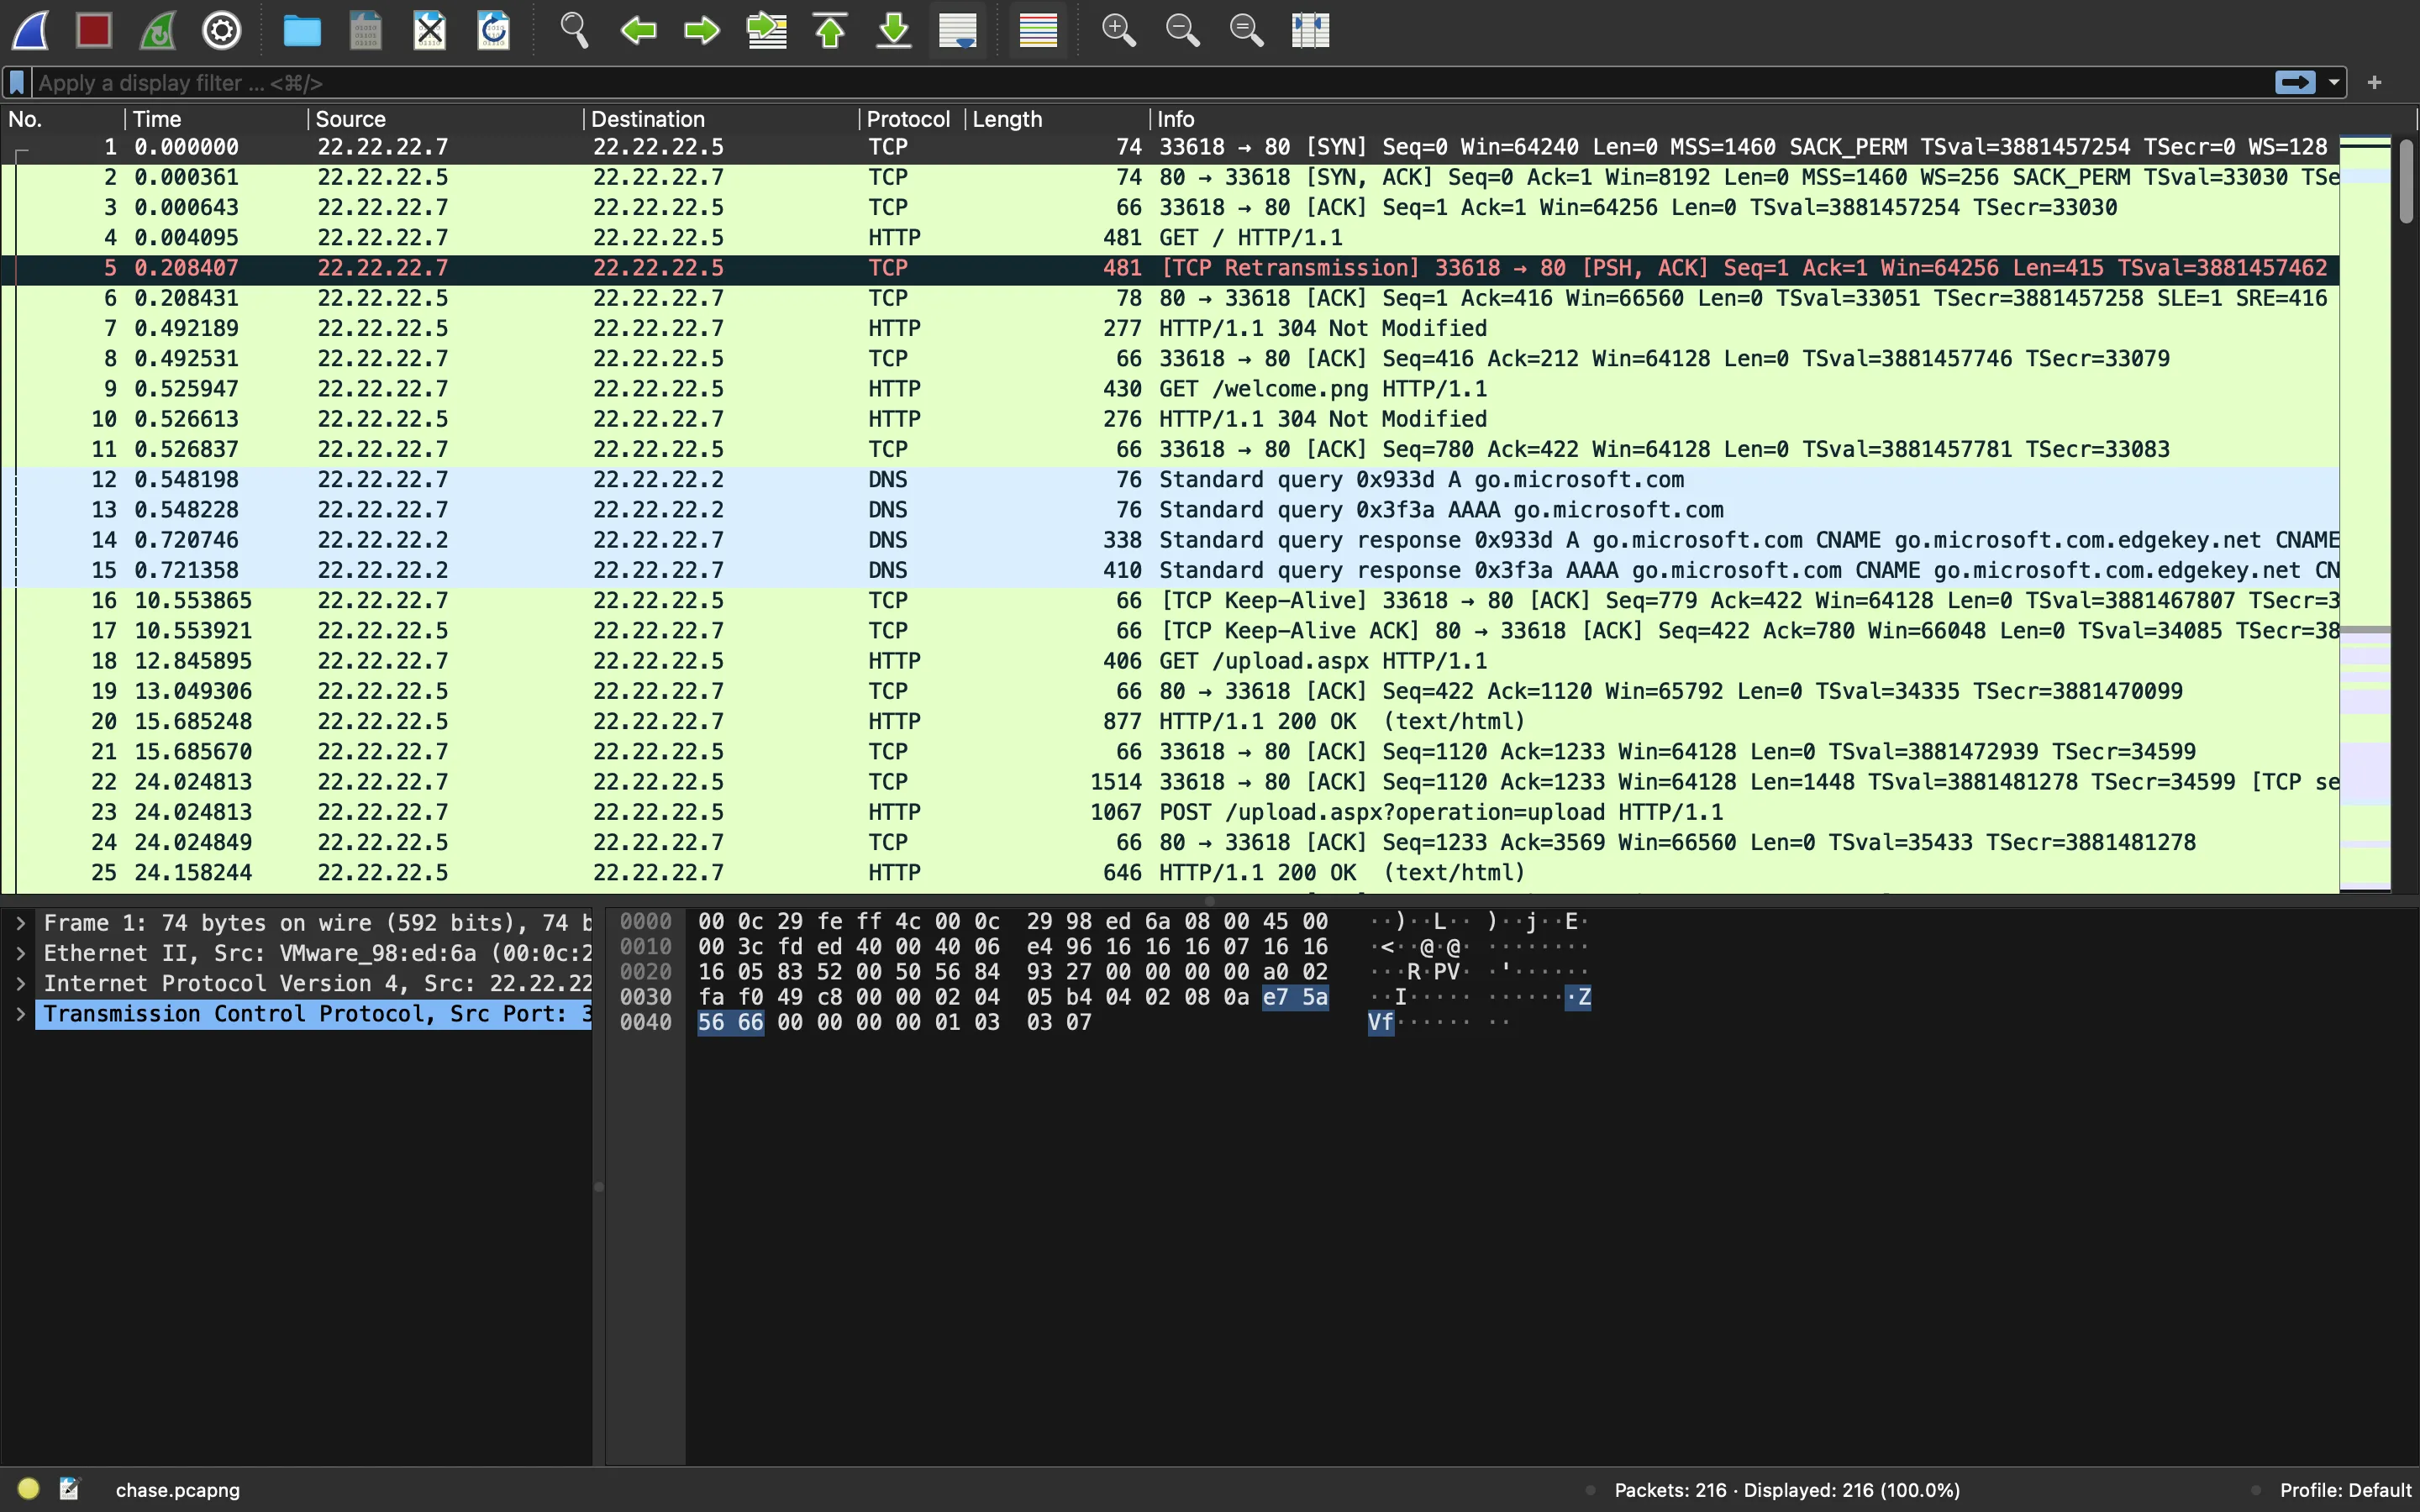 Apply a display filter ... <⌘/>
No. Time Source Destination Protocol Length Info
1 0.000000 22.22.22.7 22.22.22.5 TCP 74 33618 → 80 [SYN] Seq=0 Win=64240 Len=0 MSS=1460 SACK_PERM TSval=3881457254 TSecr=0 WS=128
2 0.000361 22.22.22.5 22.22.22.7 TCP 74 80 → 33618 [SYN, ACK] Seq=0 Ack=1 Win=8192 Len=0 MSS=1460 WS=256 SACK_PERM TSval=33030 TSe
3 0.000643 22.22.22.7 22.22.22.5 TCP 66 33618 → 80 [ACK] Seq=1 Ack=1 Win=64256 Len=0 TSval=3881457254 TSecr=33030
4 0.004095 22.22.22.7 22.22.22.5 HTTP 481 GET / HTTP/1.1
5 0.208407 22.22.22.7 22.22.22.5 TCP 481 [TCP Retransmission] 33618 → 80 [PSH, ACK] Seq=1 Ack=1 Win=64256 Len=415 TSval=3881457462
6 0.208431 22.22.22.5 22.22.22.7 TCP 78 80 → 33618 [ACK] Seq=1 Ack=416 Win=66560 Len=0 TSval=33051 TSecr=3881457258 SLE=1 SRE=416
7 0.492189 22.22.22.5 22.22.22.7 HTTP 277 HTTP/1.1 304 Not Modified
8 0.492531 22.22.22.7 22.22.22.5 TCP 66 33618 → 80 [ACK] Seq=416 Ack=212 Win=64128 Len=0 TSval=3881457746 TSecr=33079
9 0.525947 22.22.22.7 22.22.22.5 HTTP 430 GET /welcome.png HTTP/1.1
10 0.526613 22.22.22.5 22.22.22.7 HTTP 276 HTTP/1.1 304 Not Modified
11 0.526837 22.22.22.7 22.22.22.5 TCP 66 33618 → 80 [ACK] Seq=780 Ack=422 Win=64128 Len=0 TSval=3881457781 TSecr=33083
12 0.548198 22.22.22.7 22.22.22.2 DNS 76 Standard query 0x933d A go.microsoft.com
13 0.548228 22.22.22.7 22.22.22.2 DNS 76 Standard query 0x3f3a AAAA go.microsoft.com
14 0.720746 22.22.22.2 22.22.22.7 DNS 338 Standard query response 0x933d A go.microsoft.com CNAME go.microsoft.com.edgekey.net CNAME
15 0.721358 22.22.22.2 22.22.22.7 DNS 410 Standard query response 0x3f3a AAAA go.microsoft.com CNAME go.microsoft.com.edgekey.net CN
16 10.553865 22.22.22.7 22.22.22.5 TCP 66 [TCP Keep-Alive] 33618 → 80 [ACK] Seq=779 Ack=422 Win=64128 Len=0 TSval=3881467807 TSecr=3
17 10.553921 22.22.22.5 22.22.22.7 TCP 66 [TCP Keep-Alive ACK] 80 → 33618 [ACK] Seq=422 Ack=780 Win=66048 Len=0 TSval=34085 TSecr=38
18 12.845895 22.22.22.7 22.22.22.5 HTTP 406 GET /upload.aspx HTTP/1.1
19 13.049306 22.22.22.5 22.22.22.7 TCP 66 80 → 33618 [ACK] Seq=422 Ack=1120 Win=65792 Len=0 TSval=34335 TSecr=3881470099
20 15.685248 22.22.22.5 22.22.22.7 HTTP 877 HTTP/1.1 200 OK (text/html)
21 15.685670 22.22.22.7 22.22.22.5 TCP 66 33618 → 80 [ACK] Seq=1120 Ack=1233 Win=64128 Len=0 TSval=3881472939 TSecr=34599
22 24.024813 22.22.22.7 22.22.22.5 TCP 1514 33618 → 80 [ACK] Seq=1120 Ack=1233 Win=64128 Len=1448 TSval=3881481278 TSecr=34599 [TCP se
23 24.024813 22.22.22.7 22.22.22.5 HTTP 1067 POST /upload.aspx?operation=upload HTTP/1.1
24 24.024849 22.22.22.5 22.22.22.7 TCP 66 80 → 33618 [ACK] Seq=1233 Ack=3569 Win=66560 Len=0 TSval=35433 TSecr=3881481278
25 24.158244 22.22.22.5 22.22.22.7 HTTP 646 HTTP/1.1 200 OK (text/html)
Frame 1: 74 bytes on wire (592 bits), 74 b
Ethernet II, Src: VMware_98:ed:6a (00:0c:2
Internet Protocol Version 4, Src: 22.22.22
Transmission Control Protocol, Src Port: 3
0000 00 0c 29 fe ff 4c 00 0c 29 98 ed 6a 08 00 45 00 ··)··L·· )··j··E·
0010 00 3c fd ed 40 00 40 06 e4 96 16 16 16 07 16 16 ·<··@·@· ········
0020 16 05 83 52 00 50 56 84 93 27 00 00 00 00 a0 02 ···R·PV· ·'······
0030 fa f0 49 c8 00 00 02 04 05 b4 04 02 08 0a e7 5a ··I····· ·······Z
0040 56 66 00 00 00 00 01 03 03 07 Vf······ ··
chase.pcapng
Packets: 216 · Displayed: 216 (100.0%)
Profile: Default